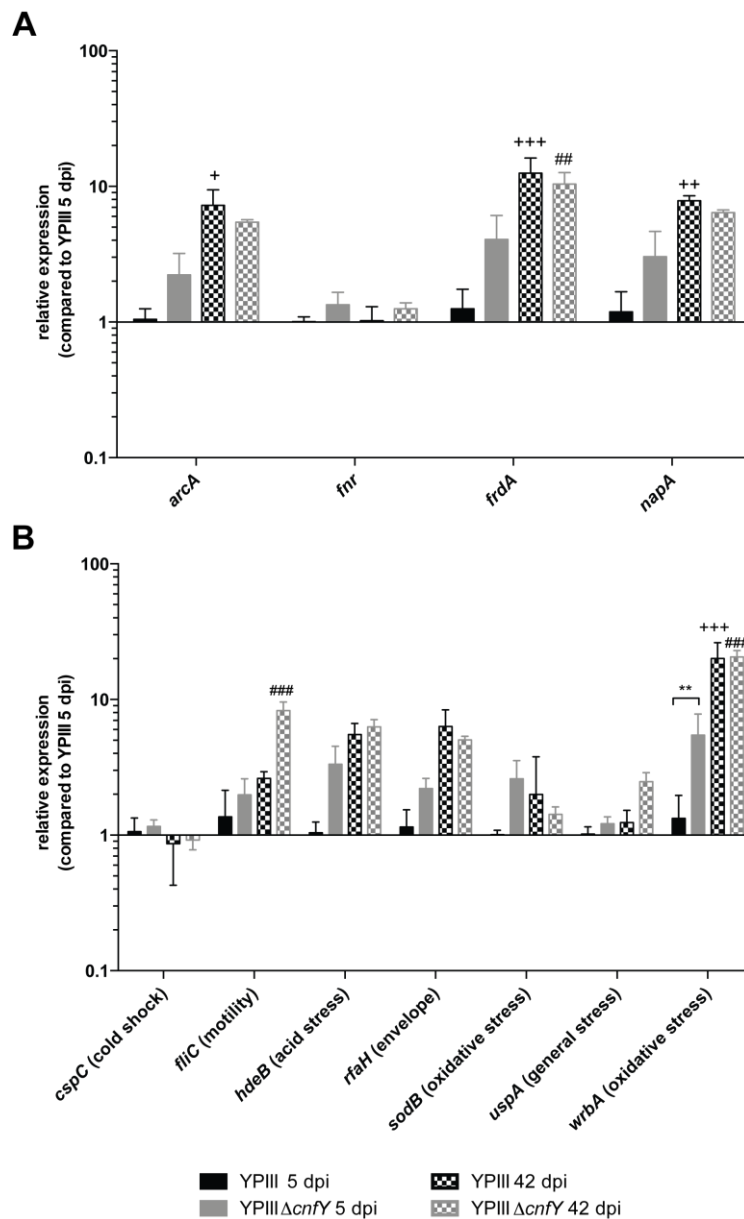 A
100
10
1
0.1
relative expression
(compared to YPIII 5 dpi)
+
+++
##
++
arcA
fnr
frdA
napA
B
100
10
1
0.1
relative expression
(compared to YPIII 5 dpi)
###
**
+++
###
cspC (cold shock)
fliC (motility)
hdeB (acid stress)
rfaH (envelope)
sodB (oxidative stress)
uspA (general stress)
wrbA (oxidative stress)
YPIII 5 dpi
YPIII 42 dpi
YPIII ΔcnfY 5 dpi
YPIII ΔcnfY 42 dpi